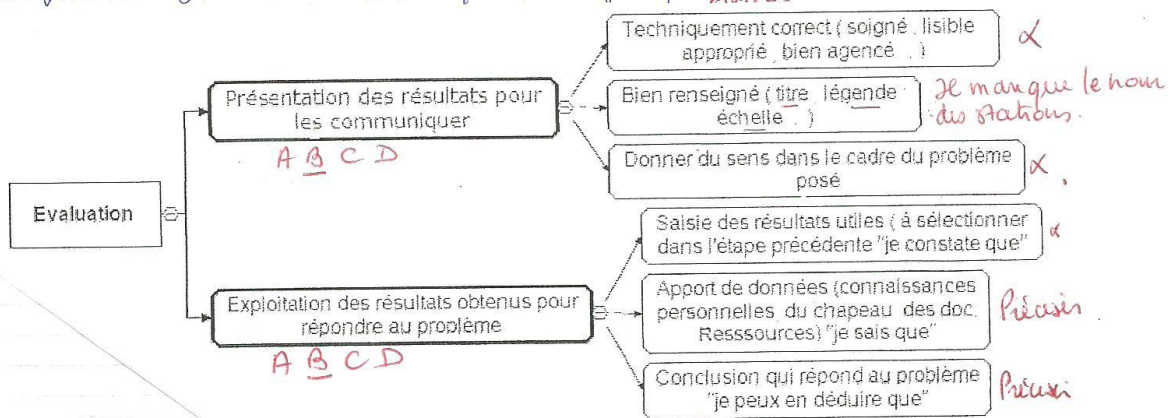 Techniquement correct ( soigné lisible
approprié bien agencé . )
α
Présentation des résultats pour
les communiquer
A B C D
Bien renseigné ( titre légende
échelle . )
Il manque le nom
des stations.
Donner du sens dans le cadre du problème
posé
α
Evaluation
Saisie des résultats utiles ( à sélectionner
dans l'étape précédente "je constate que"
α
Exploitation des résultats obtenus pour
répondre au problème
A B C D
Apport de données (connaissances
personnelles du chapeau des doc.
Resssources) "je sais que"
Préciser
Conclusion qui répond au problème
"je peux en déduire que"